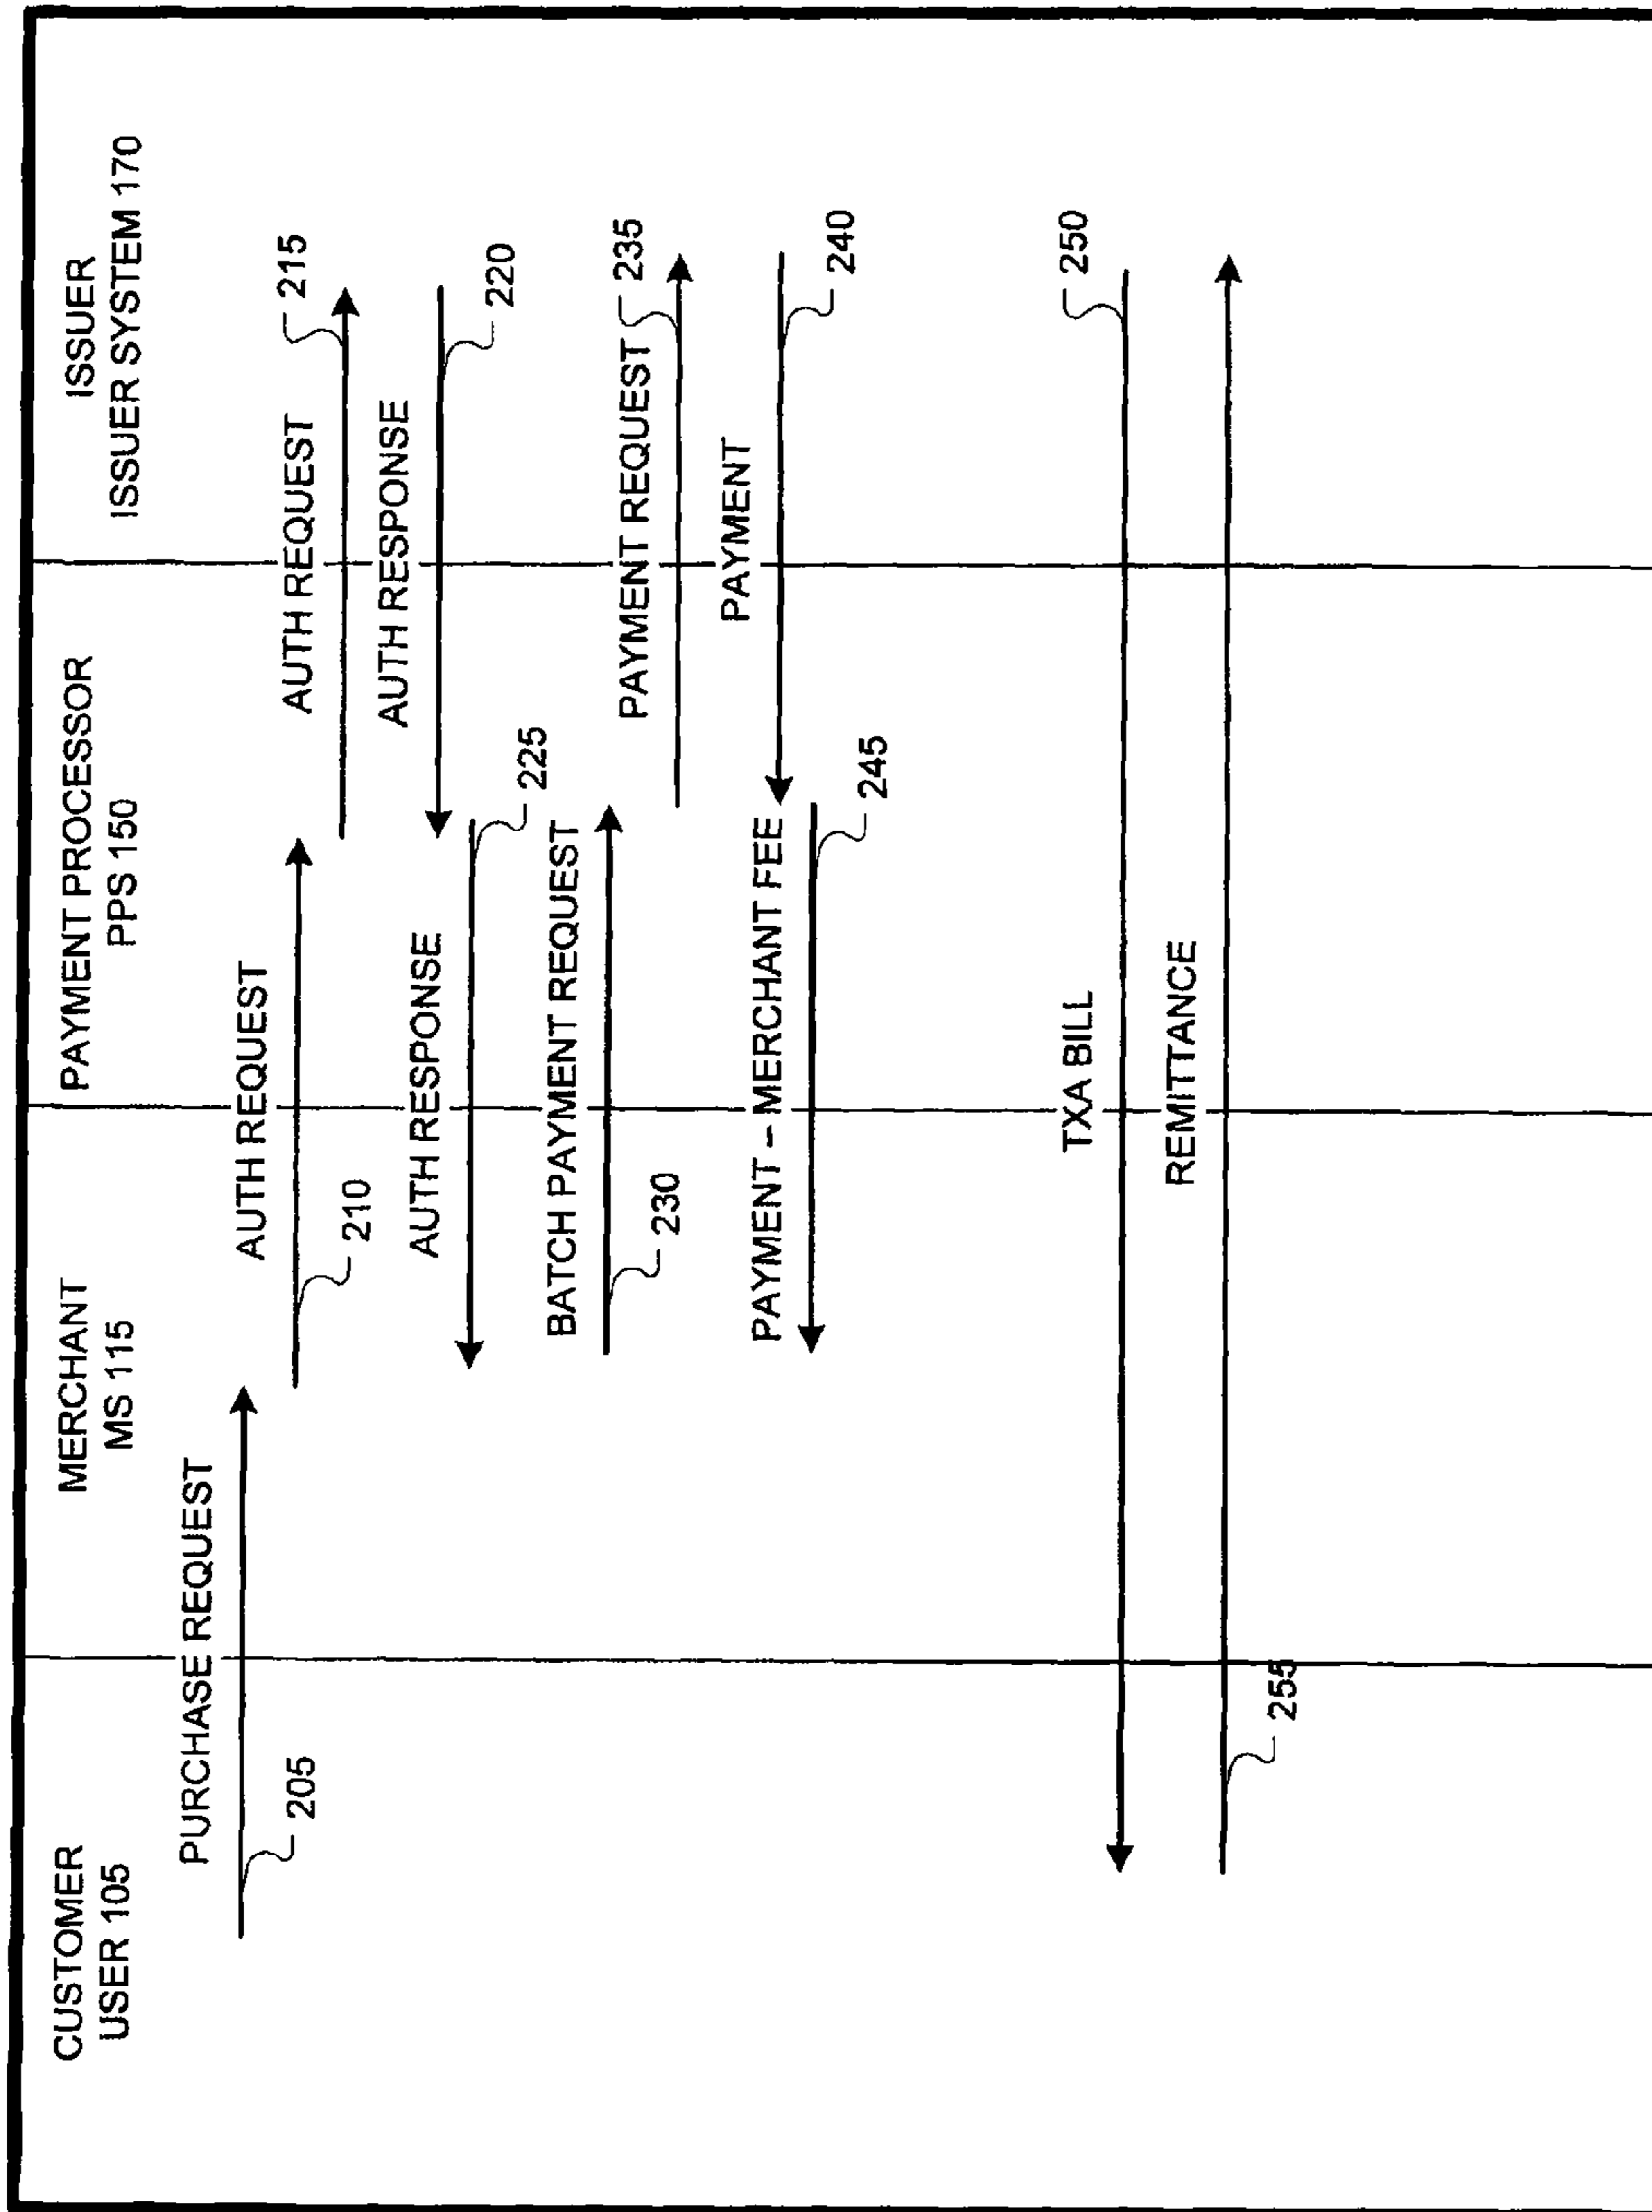 CUSTOMER
USER 105
MERCHANT
MS 115
PAYMENT PROCESSOR
PPS 150
ISSUER
ISSUER SYSTEM 170
PURCHASE REQUEST
205
AUTH REQUEST
210
AUTH REQUEST
215
AUTH RESPONSE
220
AUTH RESPONSE
225
BATCH PAYMENT REQUEST
230
PAYMENT REQUEST
235
PAYMENT
240
PAYMENT – MERCHANT FEE
245
TXA BILL
250
REMITTANCE
255